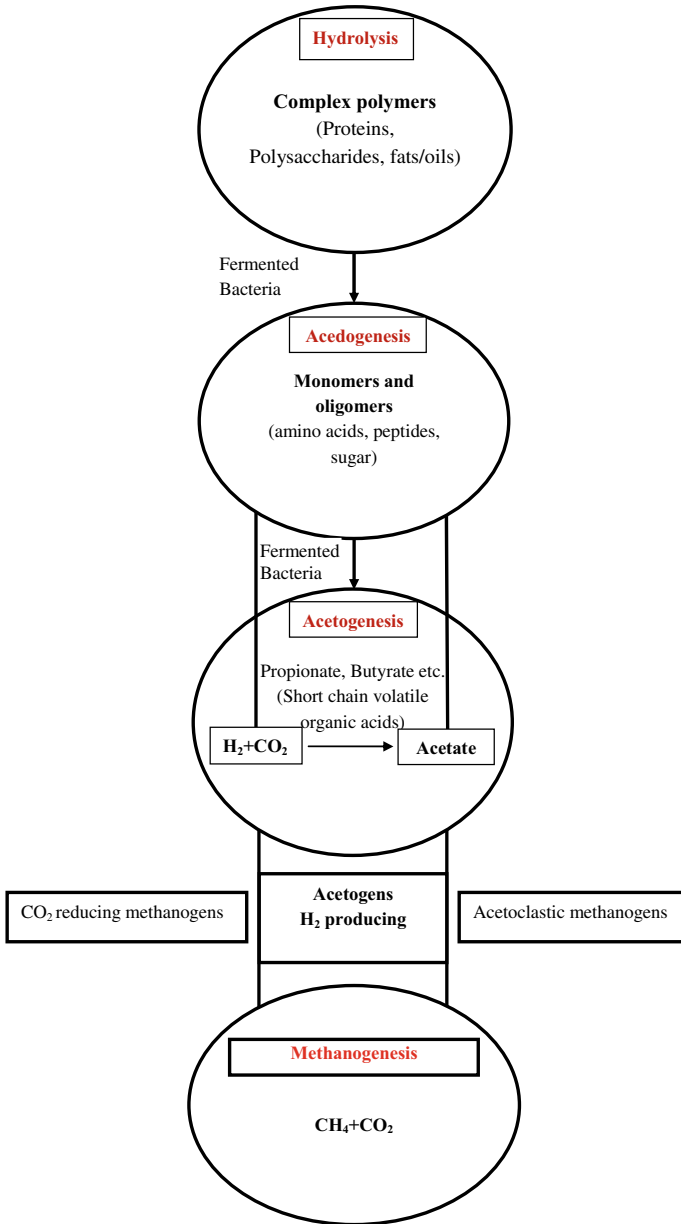 Hydrolysis
Complex polymers
(Proteins,
Polysaccharides, fats/oils)
Fermented
Bacteria
Acedogenesis
Monomers and
oligomers
(amino acids, peptides,
sugar)
Fermented
Bacteria
Acetogenesis
Propionate, Butyrate etc.
(Short chain volatile
organic acids)
H₂+CO₂
Acetate
CO₂ reducing methanogens
Acetogens
H₂ producing
Acetoclastic methanogens
Methanogenesis
CH₄+CO₂